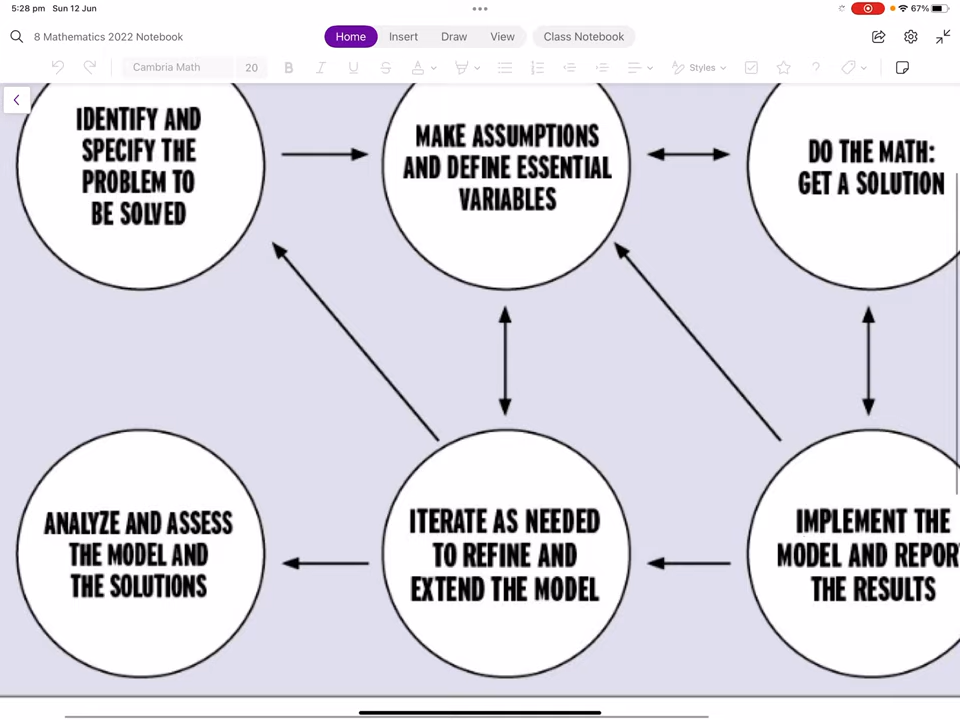 5:28 pm Sun 12 Jun
67%
8 Mathematics 2022 Notebook
Home Insert Draw View Class Notebook
Cambria Math 20 B I U S A Styles ?
IDENTIFY AND
SPECIFY THE
PROBLEM TO
BE SOLVED
MAKE ASSUMPTIONS
AND DEFINE ESSENTIAL
VARIABLES
DO THE MATH:
GET A SOLUTION
ANALYZE AND ASSESS
THE MODEL AND
THE SOLUTIONS
ITERATE AS NEEDED
TO REFINE AND
EXTEND THE MODEL
IMPLEMENT THE
MODEL AND REPOR
THE RESULTS